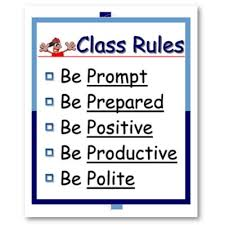 Class Rules
Be Prompt
Be Prepared
Be Positive
Be Productive
Be Polite